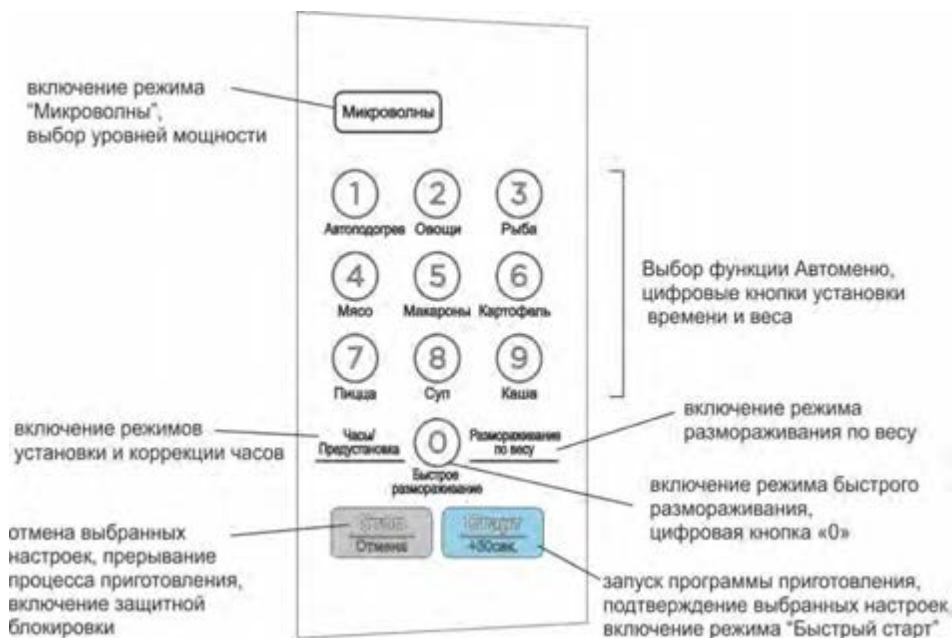 включение режима
"Микроволны",
выбор уровней мощности
Микроволны
1 2 3
Автоподогрев Овощи Рыба
4 5 6
Мясо Макароны Картофель
7 8 9
Пицца Суп Каша
Выбор функции Автоменю,
цифровые кнопки установки
времени и веса
включение режимов
установки и коррекции часов
Часы/
Предустановка
0
Быстрое
размораживание
Размораживание
по весу
включение режима
размораживания по весу
включение режима быстрого
размораживания,
цифровая кнопка «0»
отмена выбранных
настроек, прерывание
процесса приготовления,
включение защитной
блокировки
Стоп
Отмена
Старт
+30сек.
запуск программы приготовления,
подтверждение выбранных настроек
включение режима "Быстрый старт"